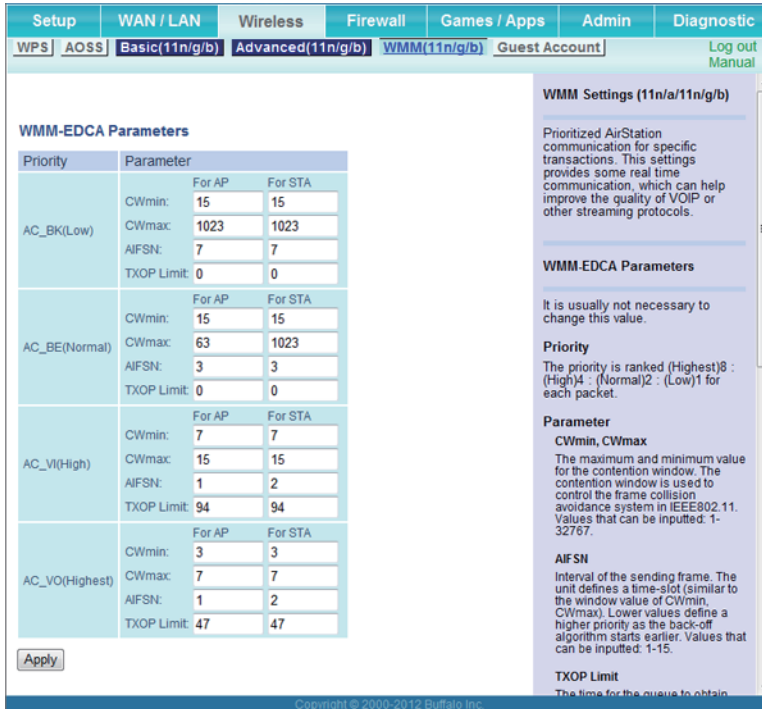 Setup WAN / LAN Wireless Firewall Games / Apps Admin Diagnostic
WPS AOSS Basic(11n/g/b) Advanced(11n/g/b) WMM(11n/g/b) Guest Account Log out
Manual
WMM-EDCA Parameters
Priority Parameter
AC_BK(Low)
For AP For STA
CWmin: 15 15
CWmax: 1023 1023
AIFSN: 7 7
TXOP Limit: 0 0
AC_BE(Normal)
For AP For STA
CWmin: 15 15
CWmax: 63 1023
AIFSN: 3 3
TXOP Limit: 0 0
AC_VI(High)
For AP For STA
CWmin: 7 7
CWmax: 15 15
AIFSN: 1 2
TXOP Limit: 94 94
AC_VO(Highest)
For AP For STA
CWmin: 3 3
CWmax: 7 7
AIFSN: 1 2
TXOP Limit: 47 47
Apply
WMM Settings (11n/a/11n/g/b)
Prioritized AirStation
communication for specific
transactions. This settings
provides some real time
communication, which can help
improve the quality of VOIP or
other streaming protocols.
WMM-EDCA Parameters
It is usually not necessary to
change this value.
Priority
The priority is ranked (Highest)8 :
(High)4 : (Normal)2 : (Low)1 for
each packet.
Parameter
CWmin, CWmax
The maximum and minimum value
for the contention window. The
contention window is used to
control the frame collision
avoidance system in IEEE802.11.
Values that can be inputted: 1-
32767.
AIFSN
Interval of the sending frame. The
unit defines a time-slot (similar to
the window value of CWmin,
CWmax). Lower values define a
higher priority as the back-off
algorithm starts earlier. Values that
can be inputted: 1-15.
TXOP Limit
The time for the queue to obtain
Copyright © 2000-2012 Buffalo Inc.